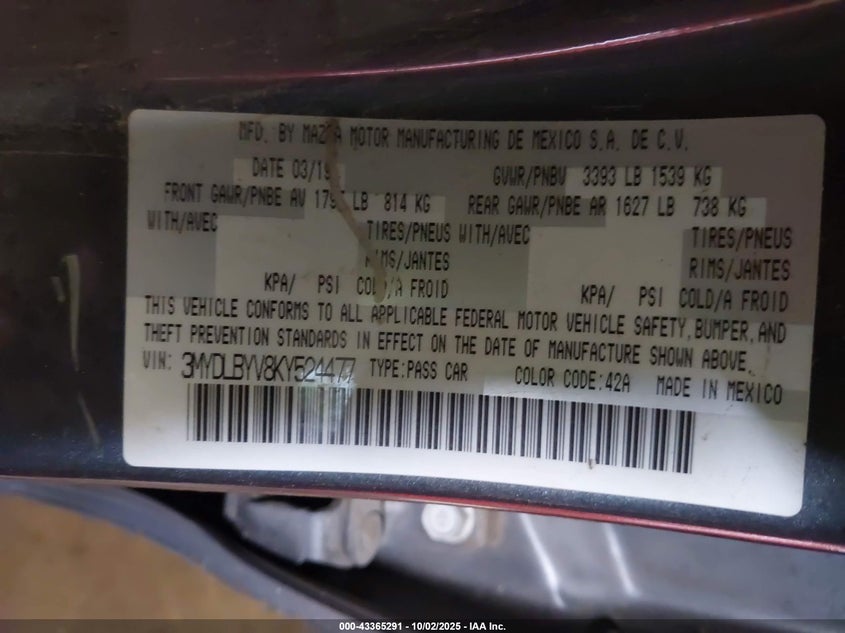 MFD. BY MAZDA MOTOR MANUFACTURING DE MEXICO S.A. DE C.V.
DATE 03/19 GVWR/PNBV 3393 LB 1539 KG
FRONT GAWR/PNBE AV LB 814 KG REAR GAWR/PNBE AR 1627 LB 738 KG
WITH/AVEC TIRES/PNEUS WITH/AVEC TIRES/PNEUS
RIMS/JANTES RIMS/JANTES
KPA/ PSI COLD/A FROID KPA/ PSI COLD/A FROID
THIS VEHICLE CONFORMS TO ALL APPLICABLE FEDERAL MOTOR VEHICLE SAFETY, BUMPER, AND
THEFT PREVENTION STANDARDS IN EFFECT ON THE DATE OF MANUFACTURE SHOWN ABOVE.
VIN: 3MYDLBYV8KY524477 TYPE:PASS CAR COLOR CODE:42A MADE IN MEXICO
000-43365291 - 10/02/2025 - IAA Inc.